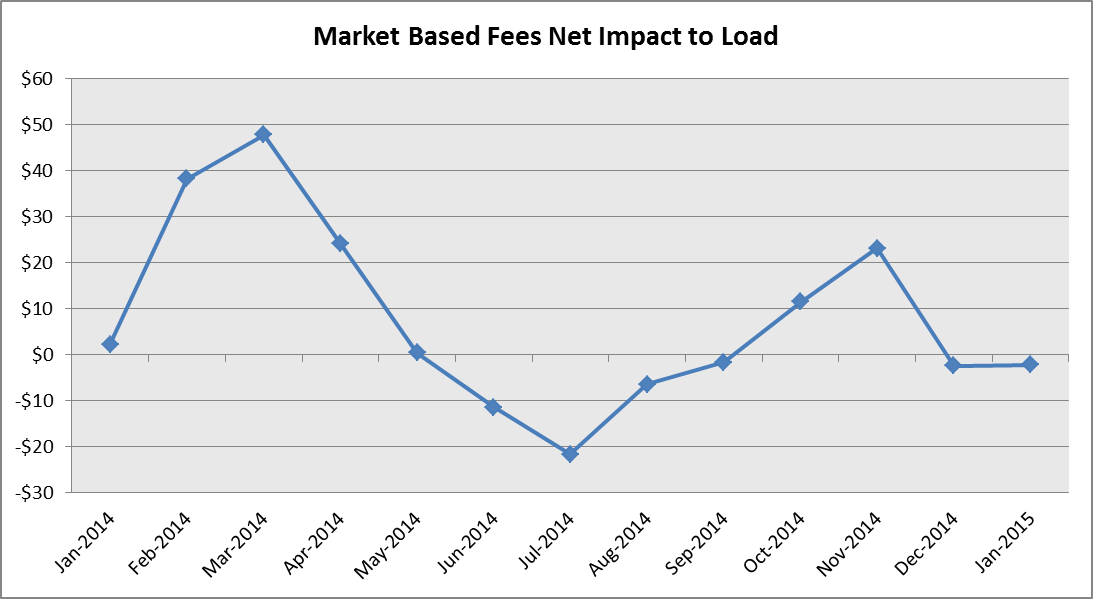 Market Based Fees Net Impact to Load
$60
$50
$40
$30
$20
$10
$0
-$10
-$20
-$30
Jan-2014
Feb-2014
Mar-2014
Apr-2014
May-2014
Jun-2014
Jul-2014
Aug-2014
Sep-2014
Oct-2014
Nov-2014
Dec-2014
Jan-2015